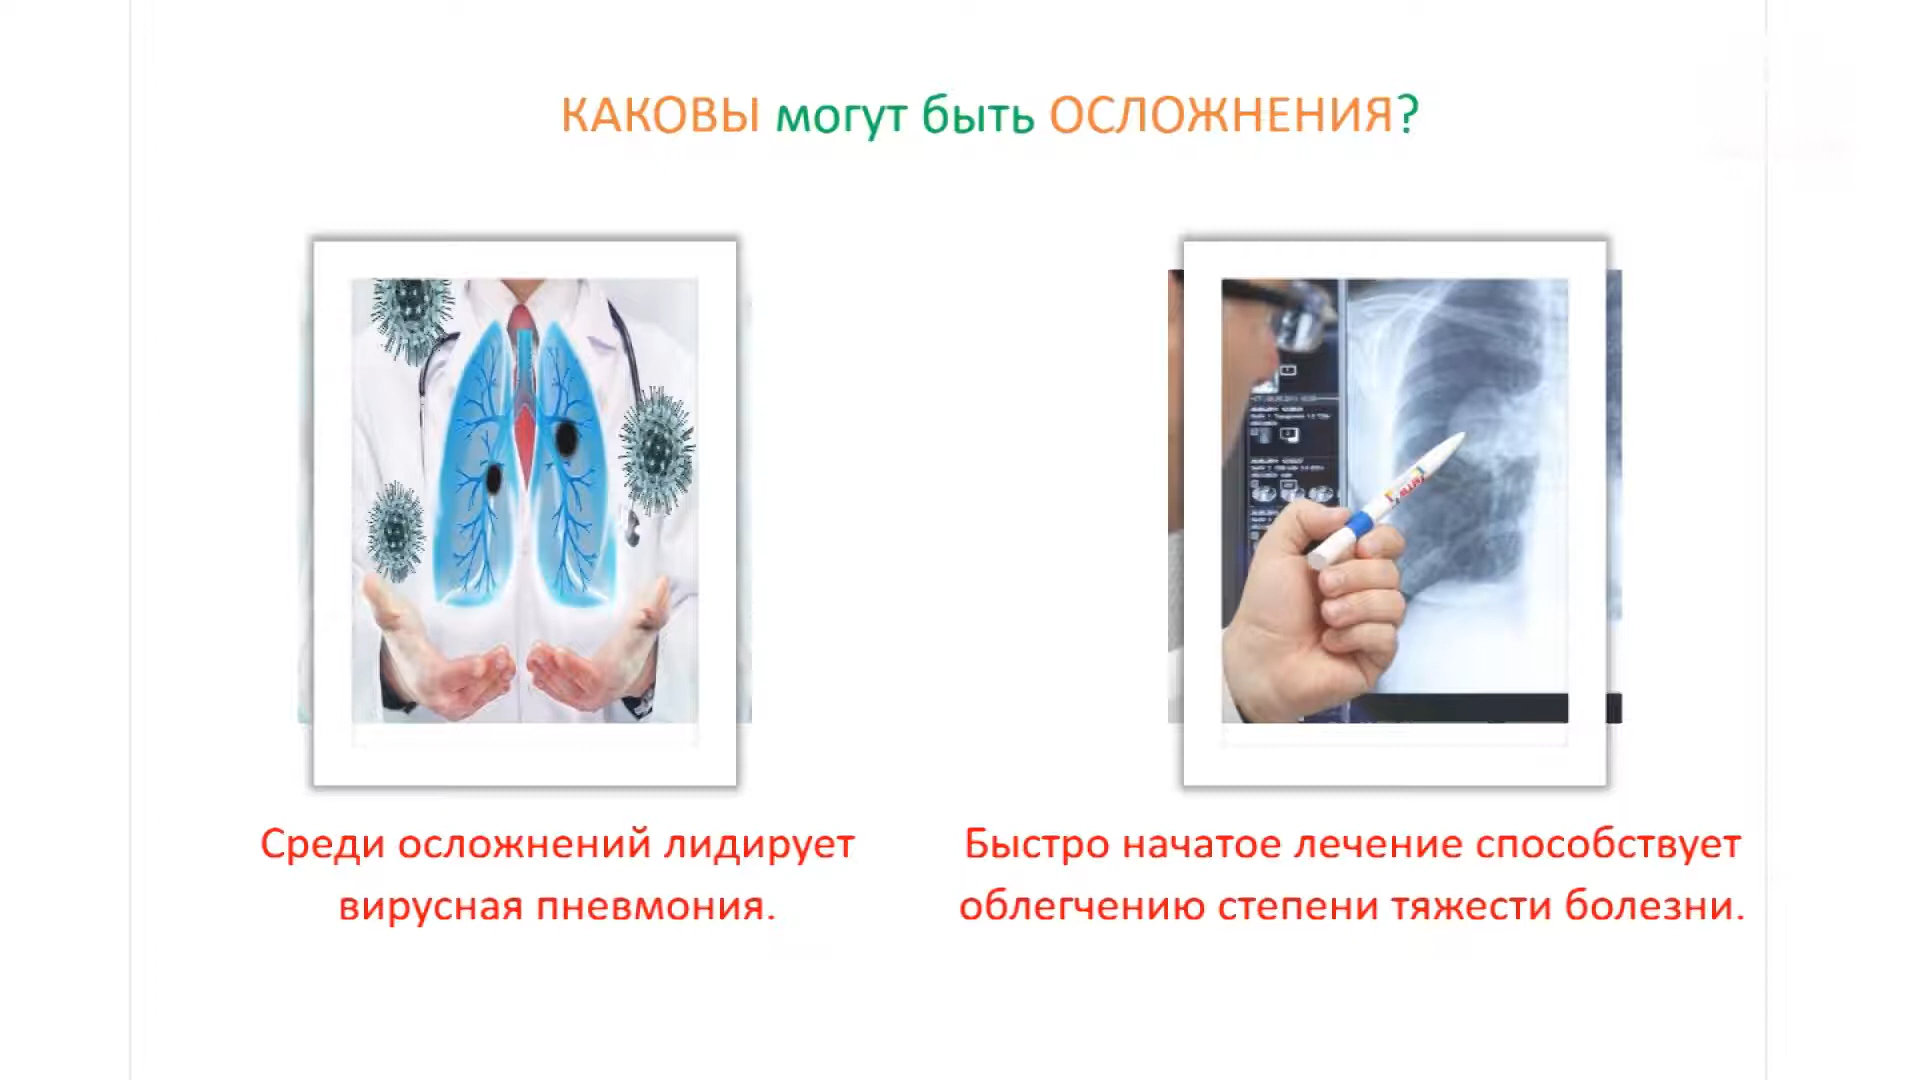 КАКОВЫ могут быть ОСЛОЖНЕНИЯ?
Среди осложнений лидирует
вирусная пневмония.
Быстро начатое лечение способствует
облегчению степени тяжести болезни.